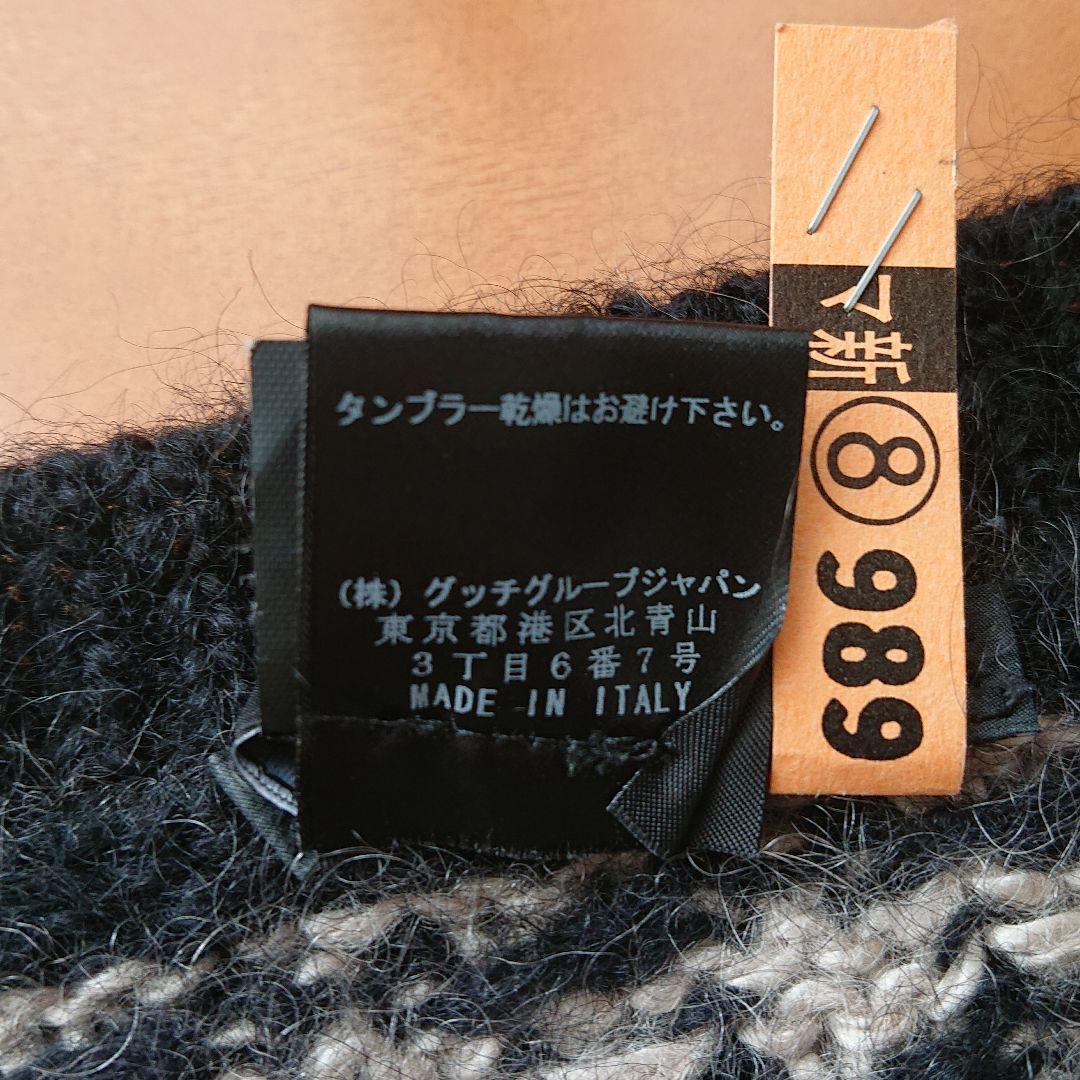 タンブラー乾燥はお避け下さい。
(株) グッチグループジャパン
東京都港区北青山
3丁目6番7号
MADE IN ITALY
マ新
⑧
989